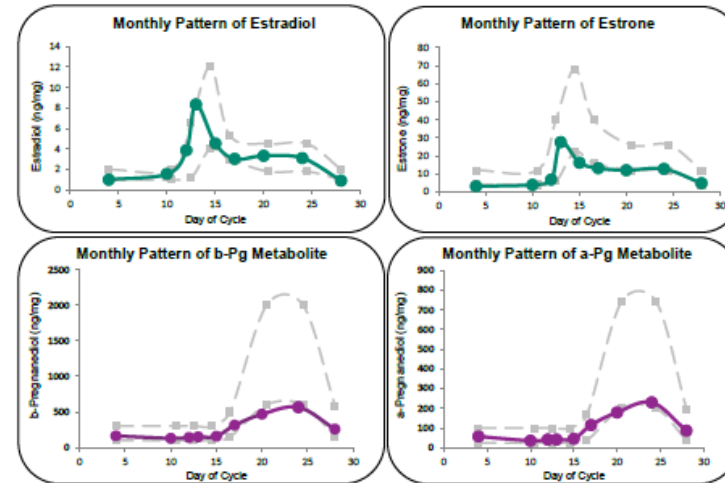 Monthly Pattern of Estradiol
14
12
10
8
6
4
2
0
Estradiol (ng/mg)
0 5 10 15 20 25 30
Day of Cycle
Monthly Pattern of Estrone
80
70
60
50
40
30
20
10
0
Estrone (ng/mg)
0 5 10 15 20 25 30
Day of Cycle
Monthly Pattern of b-Pg Metabolite
2500
2000
1500
1000
500
0
b-Pregnanediol (ng/mg)
0 5 10 15 20 25 30
Day of Cycle
Monthly Pattern of a-Pg Metabolite
900
800
700
600
500
400
300
200
100
0
a-Pregnanediol (ng/mg)
0 5 10 15 20 25 30
Day of Cycle